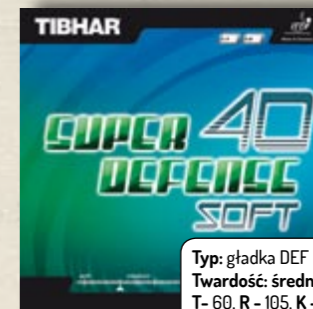 TIBHAR
SUPER 40
DEFENSE
SOFT
Typ: gładka DEF
Twardość: średn
T- 60, R - 105, K -